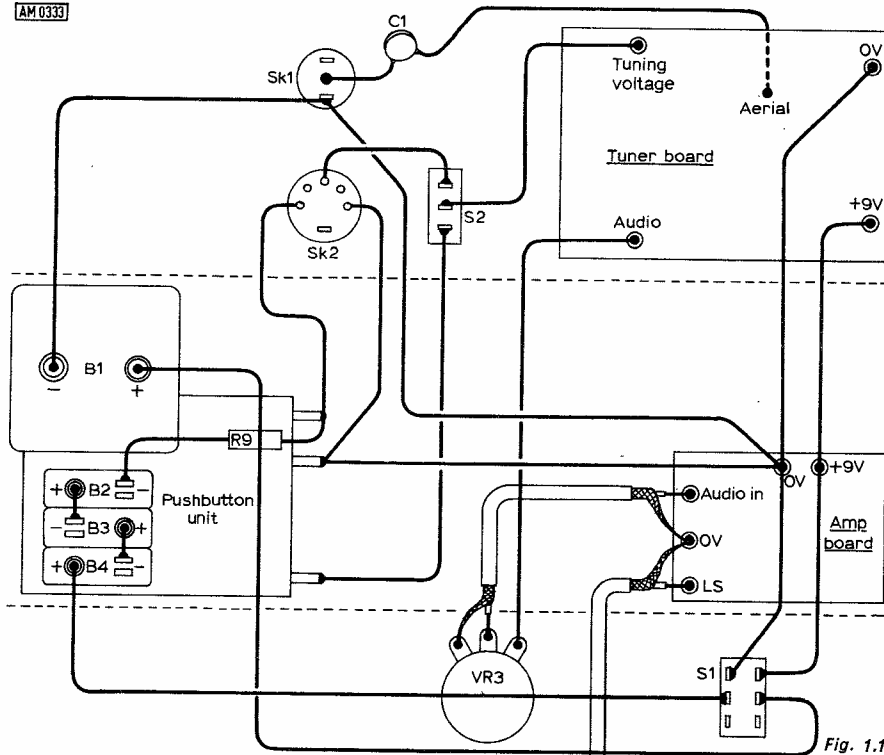 AM 0333
C1
Sk1
Tuning
voltage
0V
Aerial
Tuner board
S2
Sk2
Audio
+9V
B1
-
+
R9
+
B2
-
Pushbutton
unit
-
B3
+
+
B4
-
0V
+9V
Audio in
Amp
board
0V
LS
VR3
S1
Fig. 1.1